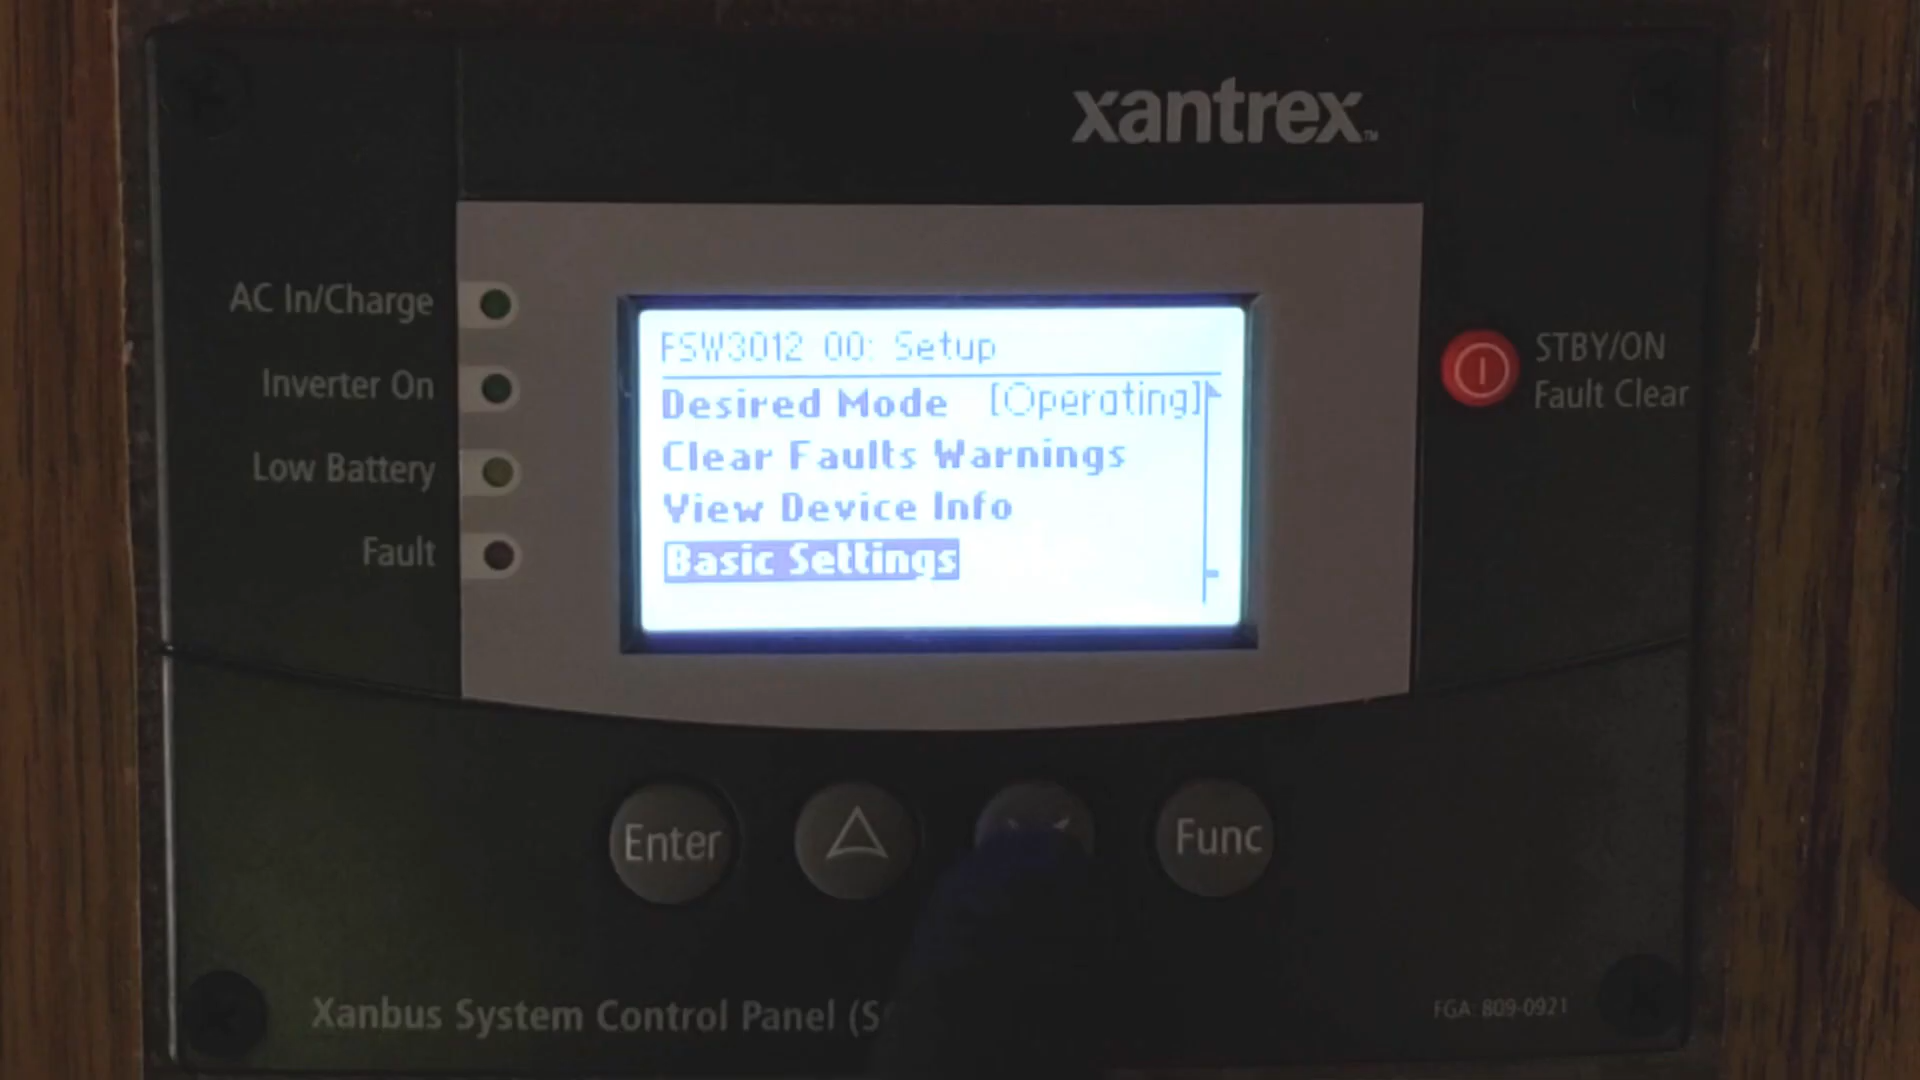 xantrex™
AC In/Charge
Inverter On
Low Battery
Fault
FSW3012 00: Setup
Desired Mode [Operating]
Clear Faults Warnings
View Device Info
Basic Settings
STBY/ON
Fault Clear
Enter
Func
Xanbus System Control Panel
FGA: 809-0921